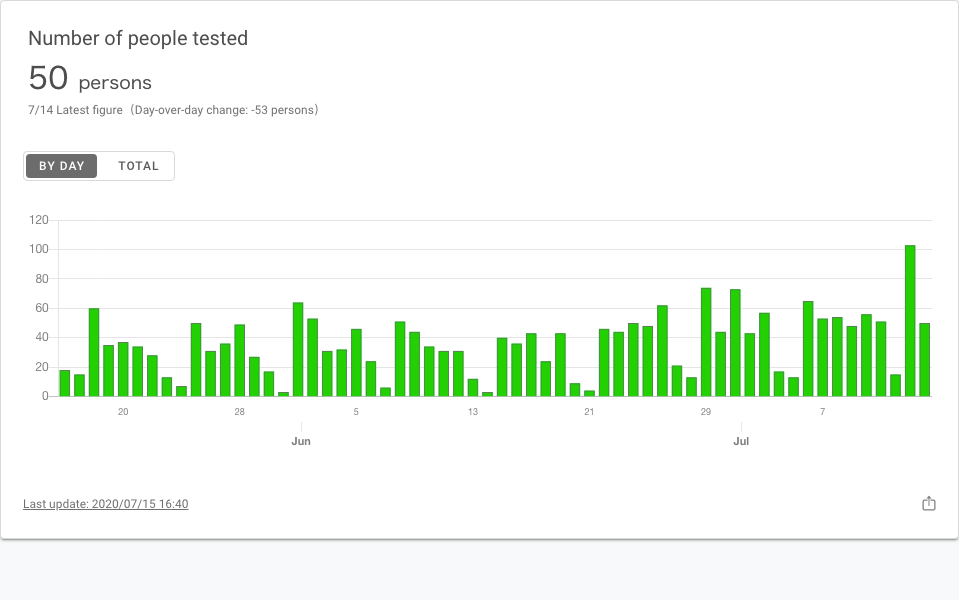 Number of people tested
50 persons
7/14 Latest figure（Day-over-day change: -53 persons）
BY DAY TOTAL
120
100
80
60
40
20
0
20 28 5 13 21 29 7
Jun Jul
Last update: 2020/07/15 16:40